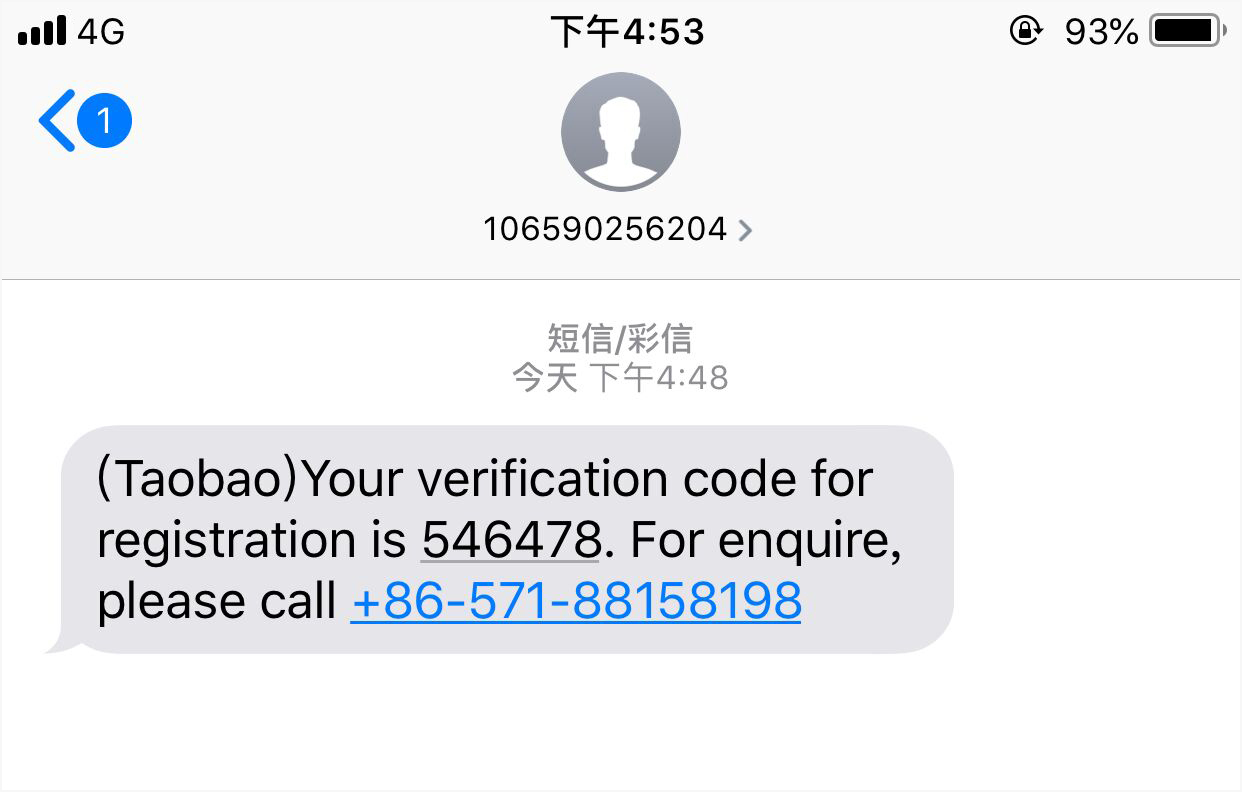 4G 下午4:53 93%
1
106590256204
短信/彩信
今天 下午4:48
(Taobao)Your verification code for
registration is 546478. For enquire,
please call +86-571-88158198